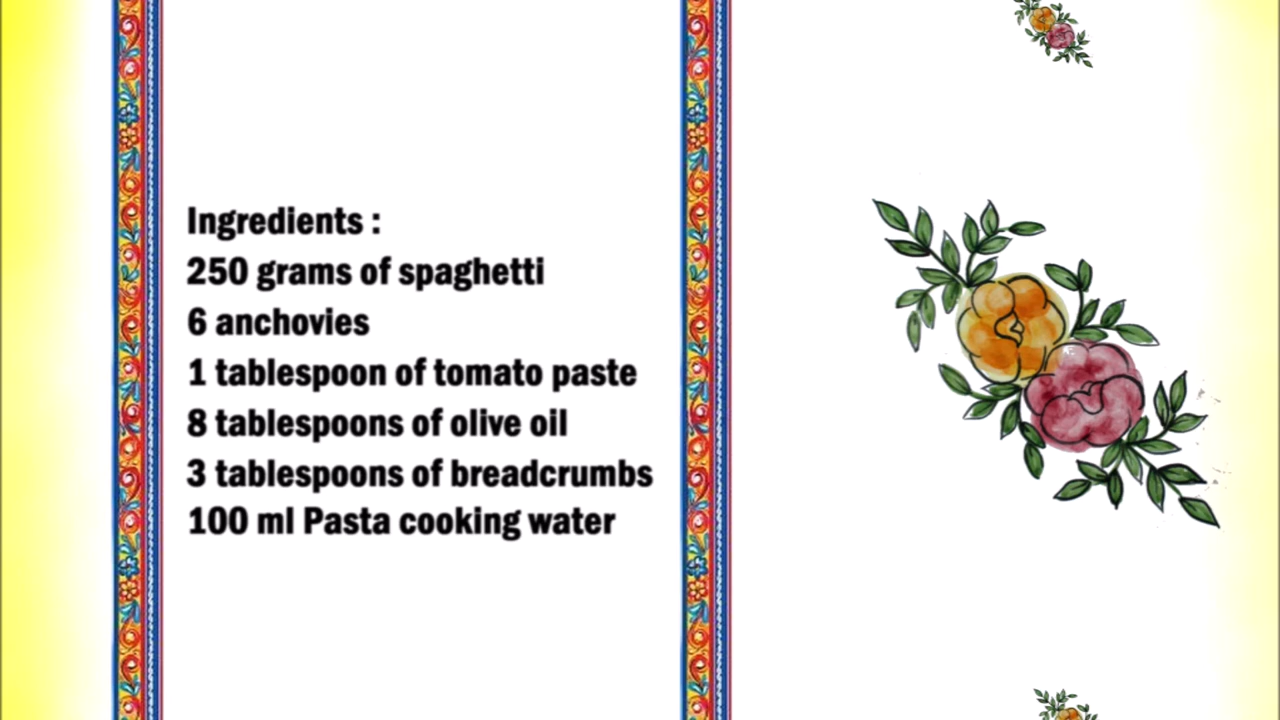 Ingredients :
250 grams of spaghetti
6 anchovies
1 tablespoon of tomato paste
8 tablespoons of olive oil
3 tablespoons of breadcrumbs
100 ml Pasta cooking water